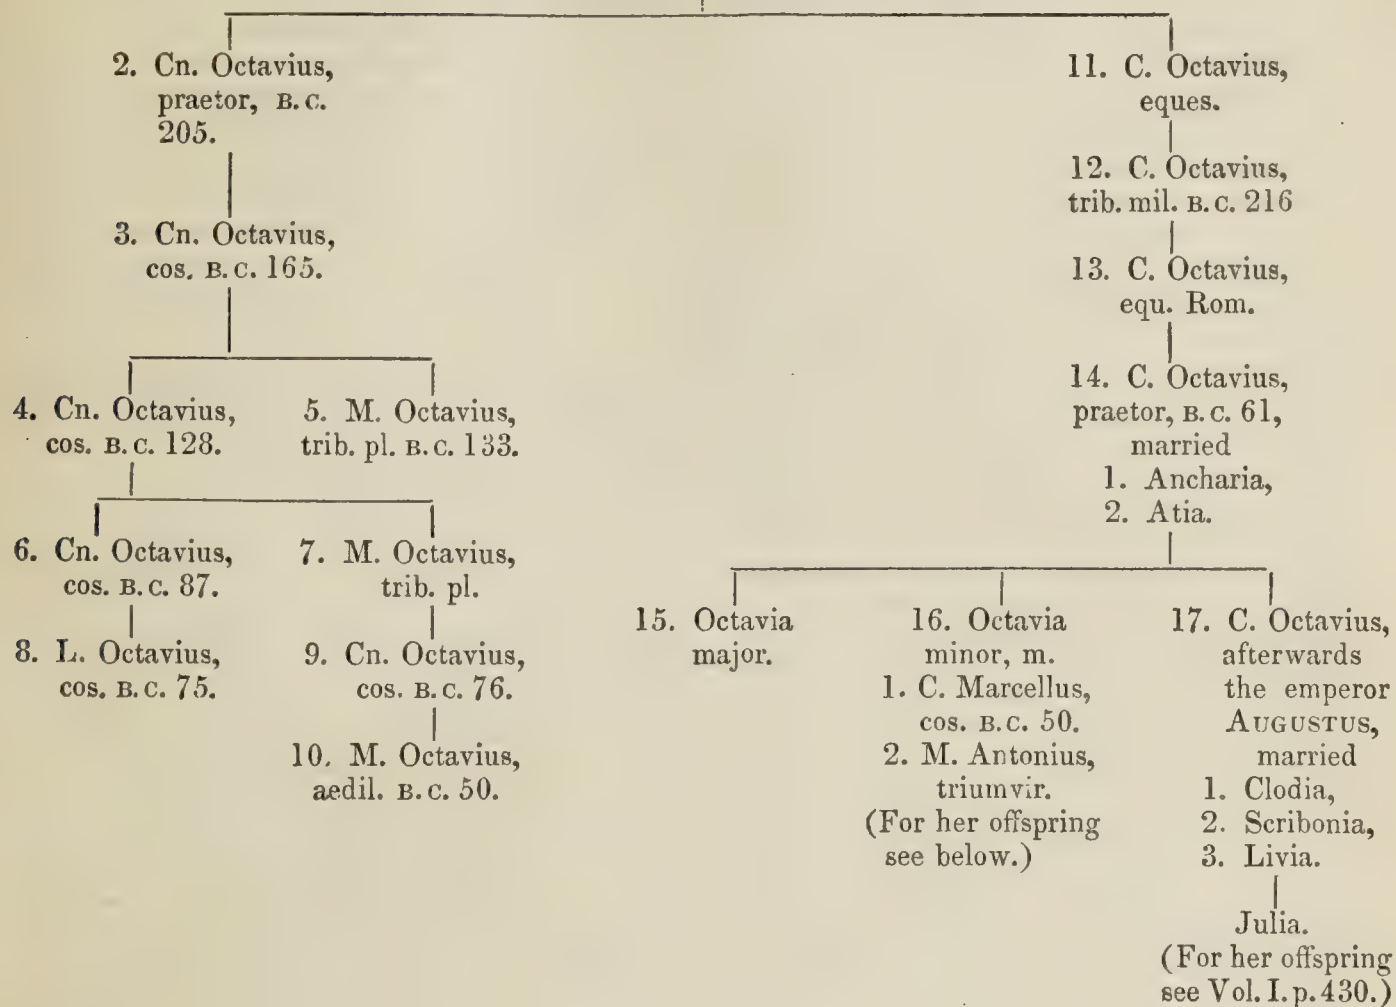 2. Cn. Octavius,
praetor, B. C.
205.
3. Cn. Octavius,
cos. B. C. 165.
4. Cn. Octavius,
cos. B. C. 128.
5. M. Octavius,
trib. pl. B. C. 133.
6. Cn. Octavius,
cos. B. C. 87.
7. M. Octavius,
trib. pl.
8. L. Octavius,
cos. B. C. 75.
9. Cn. Octavius,
cos. B. C. 76.
10. M. Octavius,
aedil. B. C. 50.
11. C. Octavius,
eques.
12. C. Octavius,
trib. mil. B. C. 216
13. C. Octavius,
equ. Rom.
14. C. Octavius,
praetor, B. C. 61,
married
1. Ancharia,
2. Atia.
15. Octavia
major.
16. Octavia
minor, m.
1. C. Marcellus,
cos. B. C. 50.
2. M. Antonius,
triumvir.
(For her offspring
see below.)
17. C. Octavius,
afterwards
the emperor
AUGUSTUS,
married
1. Clodia,
2. Scribonia,
3. Livia.
Julia.
(For her offspring
see Vol. I. p. 430.)